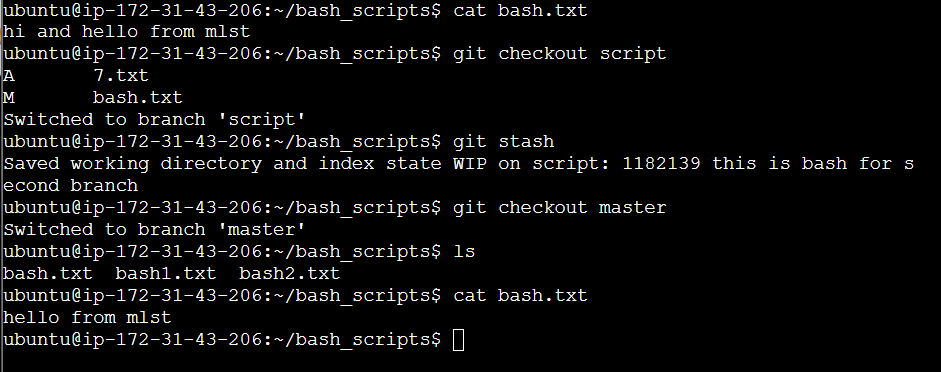 ubuntu@ip-172-31-43-206:~/bash_scripts$ cat bash.txt
hi and hello from mlst
ubuntu@ip-172-31-43-206:~/bash_scripts$ git checkout script
A       7.txt
M       bash.txt
Switched to branch 'script'
ubuntu@ip-172-31-43-206:~/bash_scripts$ git stash
Saved working directory and index state WIP on script: 1182139 this is bash for s
econd branch
ubuntu@ip-172-31-43-206:~/bash_scripts$ git checkout master
Switched to branch 'master'
ubuntu@ip-172-31-43-206:~/bash_scripts$ ls
bash.txt  bash1.txt  bash2.txt
ubuntu@ip-172-31-43-206:~/bash_scripts$ cat bash.txt
hello from mlst
ubuntu@ip-172-31-43-206:~/bash_scripts$